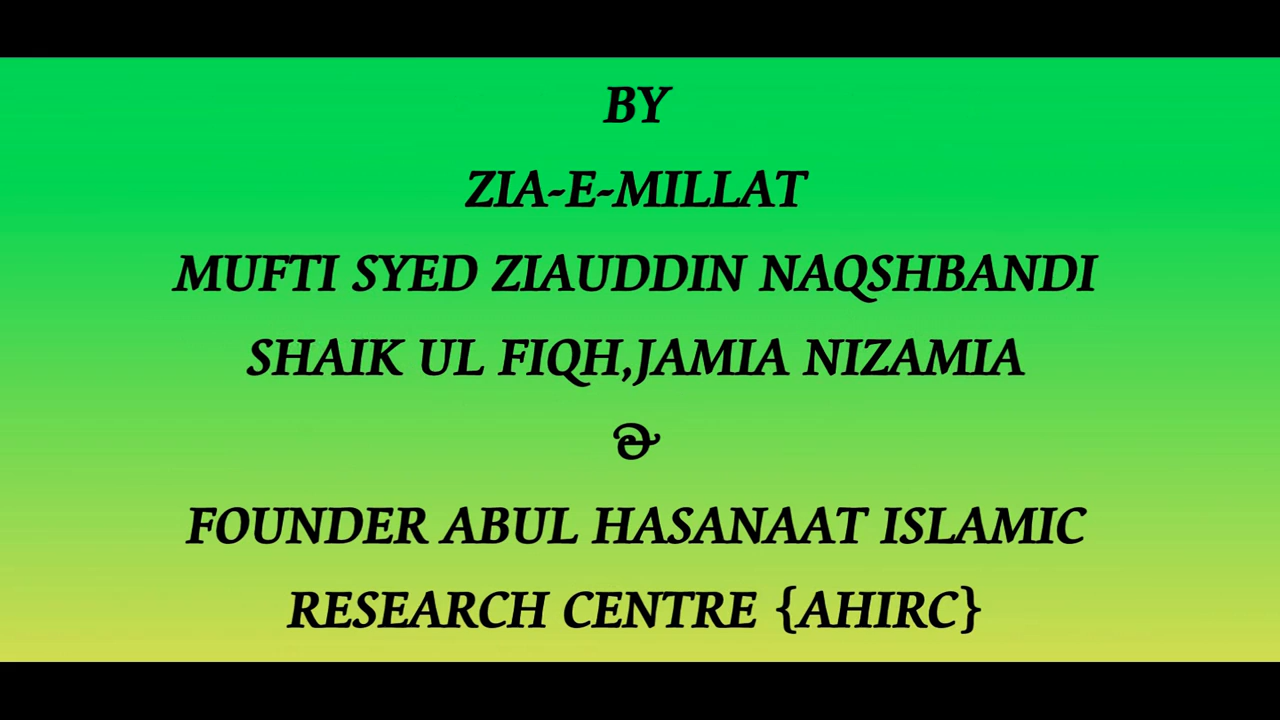 BY
ZIA-E-MILLAT
MUFTI SYED ZIAUDDIN NAQSHBANDI
SHAIK UL FIQH,JAMIA NIZAMIA
&
FOUNDER ABUL HASANAAT ISLAMIC
RESEARCH CENTRE {AHIRC}